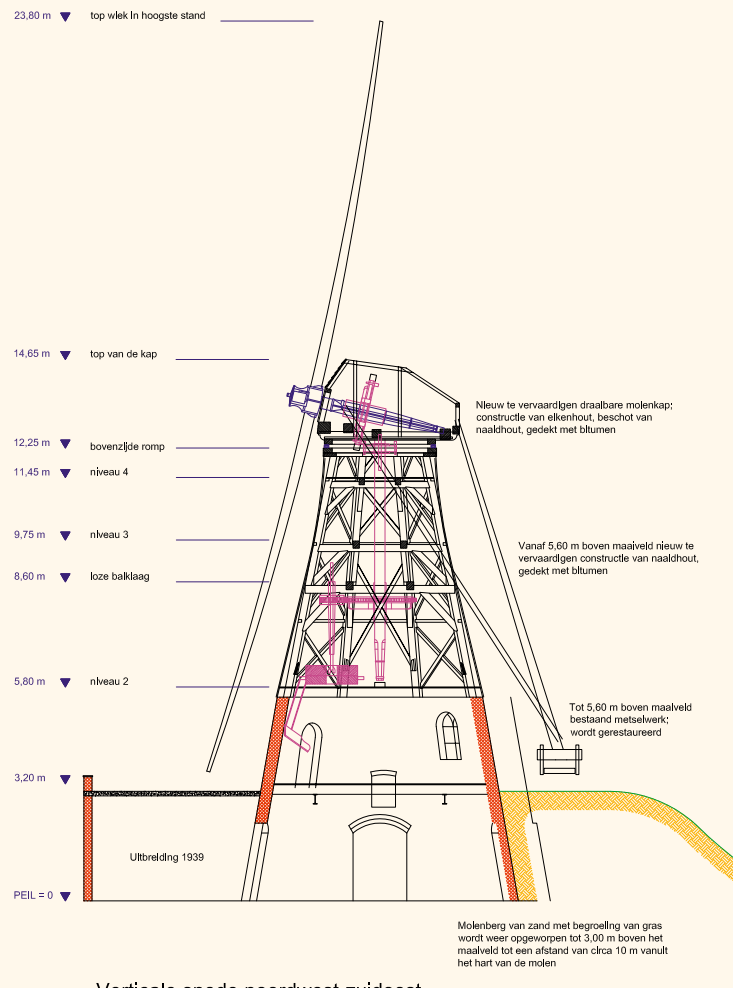 23,80 m top wiek in hoogste stand
14,65 m top van de kap
Nieuw te vervaardigen draaibare molenkap;
constructie van eikenhout, beschot van
naaldhout, gedekt met bitumen
12,25 m bovenzijde romp
11,45 m niveau 4
9,75 m niveau 3
Vanaf 5,60 m boven maaiveld nieuw te
vervaardigen constructie van naaldhout,
gedekt met bitumen
8,60 m loze balklaag
5,80 m niveau 2
Tot 5,60 m boven maaiveld
bestaand metselwerk;
wordt gerestaureerd
3,20 m
Uitbreiding 1939
PEIL = 0
Molenberg van zand met begroeiing van gras
wordt weer opgeworpen tot 3,00 m boven het
maaiveld tot een afstand van circa 10 m vanuit
het hart van de molen